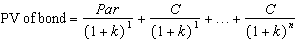 PV of bond = Par/(1 + k)^1 + C/(1 + k)^1 + … + C/(1 + k)^n